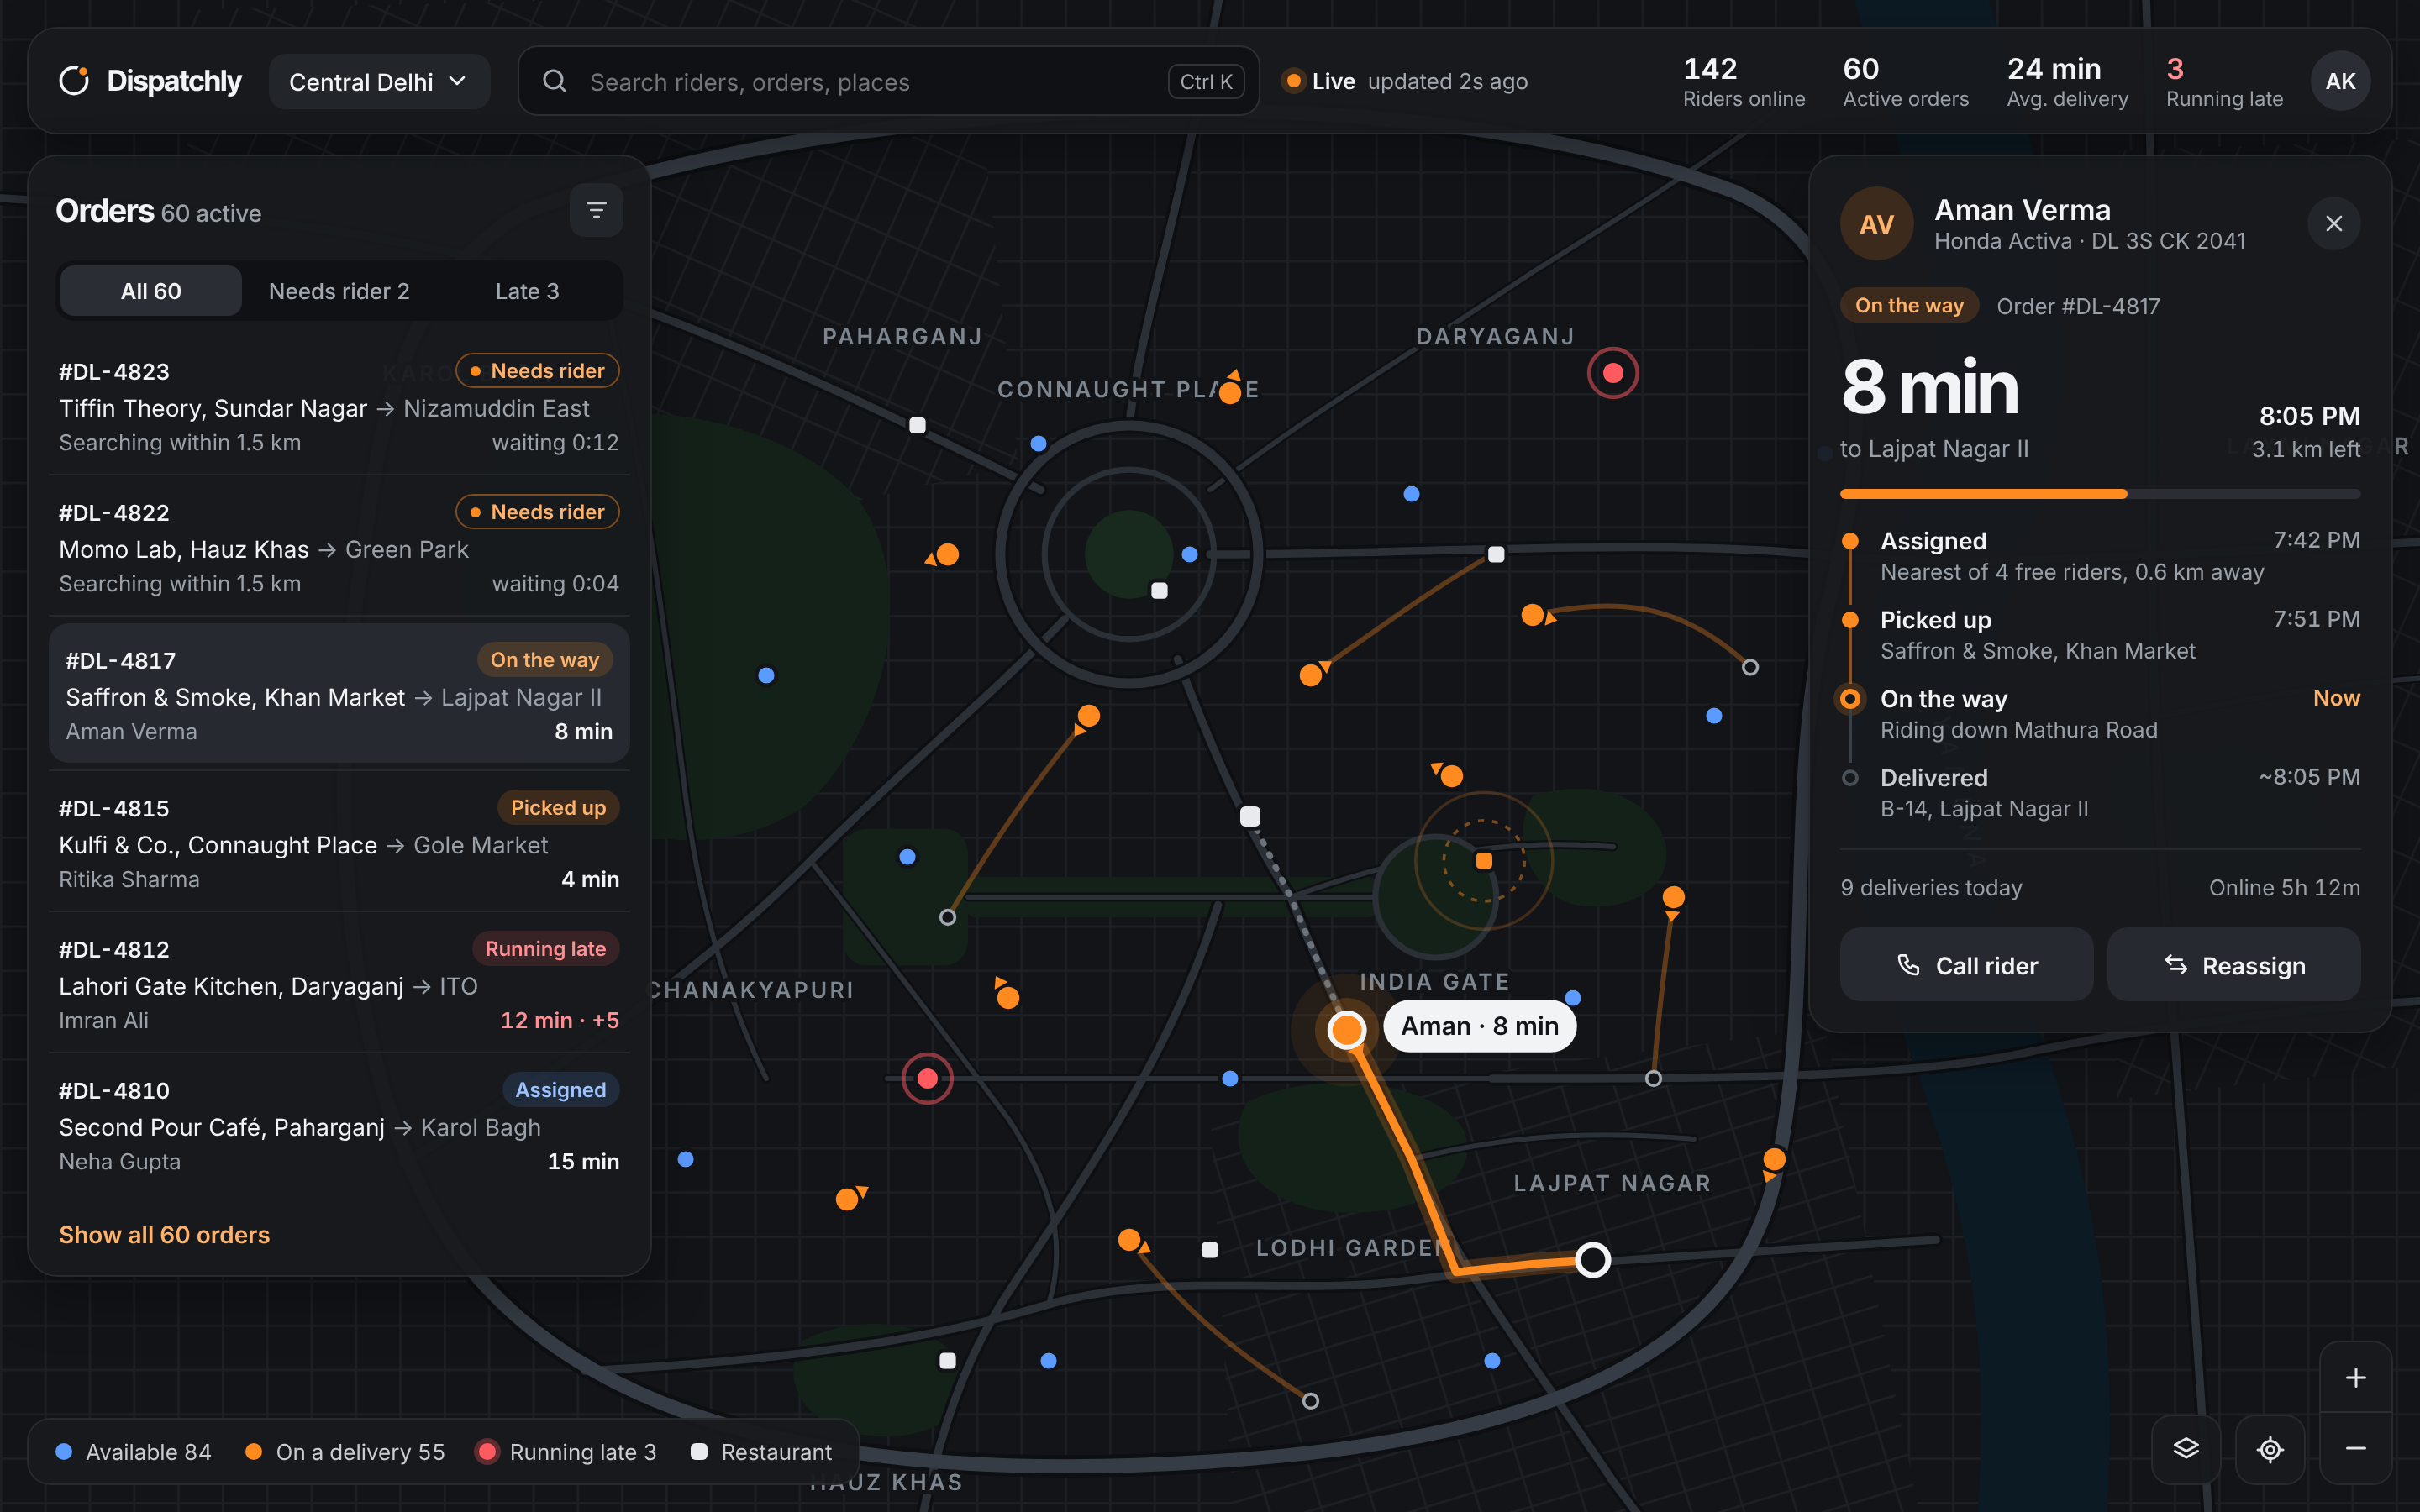 Dispatchly
Central Delhi
Search riders, orders, places
Ctrl K
Live updated 2s ago
142
Riders online
60
Active orders
24 min
Avg. delivery
3
Running late
AK
Orders 60 active
All 60
Needs rider 2
Late 3
#DL-4823
Needs rider
Tiffin Theory, Sundar Nagar → Nizamuddin East
Searching within 1.5 km
waiting 0:12
#DL-4822
Needs rider
Momo Lab, Hauz Khas → Green Park
Searching within 1.5 km
waiting 0:04
#DL-4817
On the way
Saffron & Smoke, Khan Market → Lajpat Nagar II
Aman Verma
8 min
#DL-4815
Picked up
Kulfi & Co., Connaught Place → Gole Market
Ritika Sharma
4 min
#DL-4812
Running late
Lahori Gate Kitchen, Daryaganj → ITO
Imran Ali
12 min · +5
#DL-4810
Assigned
Second Pour Café, Paharganj → Karol Bagh
Neha Gupta
15 min
Show all 60 orders
PAHARGANJ
DARYAGANJ
CONNAUGHT PLACE
CHANAKYAPURI
INDIA GATE
Aman · 8 min
LAJPAT NAGAR
LODHI GARDEN
HAUZ KHAS
AV
Aman Verma
Honda Activa · DL 3S CK 2041
On the way
Order #DL-4817
8 min
to Lajpat Nagar II
8:05 PM
3.1 km left
Assigned
7:42 PM
Nearest of 4 free riders, 0.6 km away
Picked up
7:51 PM
Saffron & Smoke, Khan Market
On the way
Now
Riding down Mathura Road
Delivered
~8:05 PM
B-14, Lajpat Nagar II
9 deliveries today
Online 5h 12m
Call rider
Reassign
Available 84
On a delivery 55
Running late 3
Restaurant